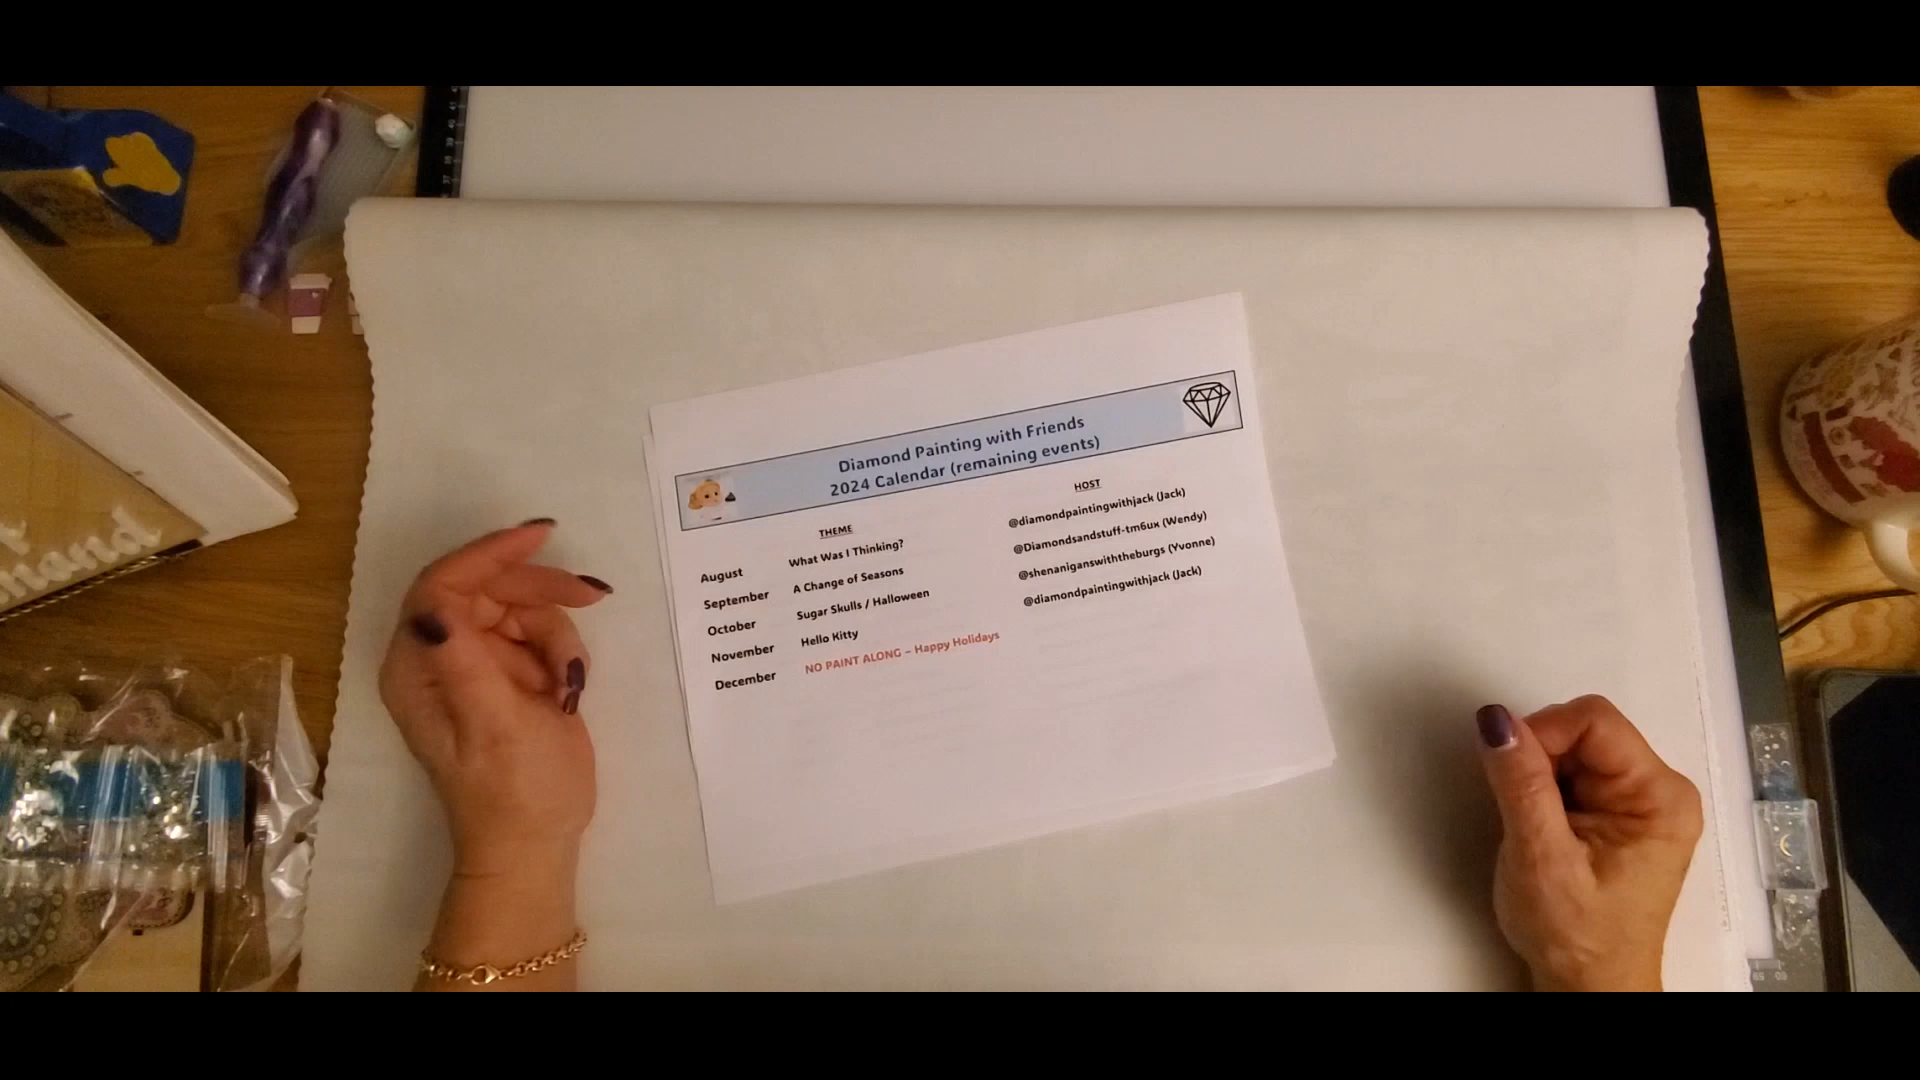 Diamond Painting with Friends
2024 Calendar (remaining events)
THEME HOST
August What Was I Thinking? @diamondpaintingwithjack (Jack)
September A Change of Seasons @Diamondsandstuff-tm6ux (Wendy)
October Sugar Skulls / Halloween @shenaniganswiththeburgs (Yvonne)
November Hello Kitty @diamondpaintingwithjack (Jack)
December NO PAINT ALONG – Happy Holidays